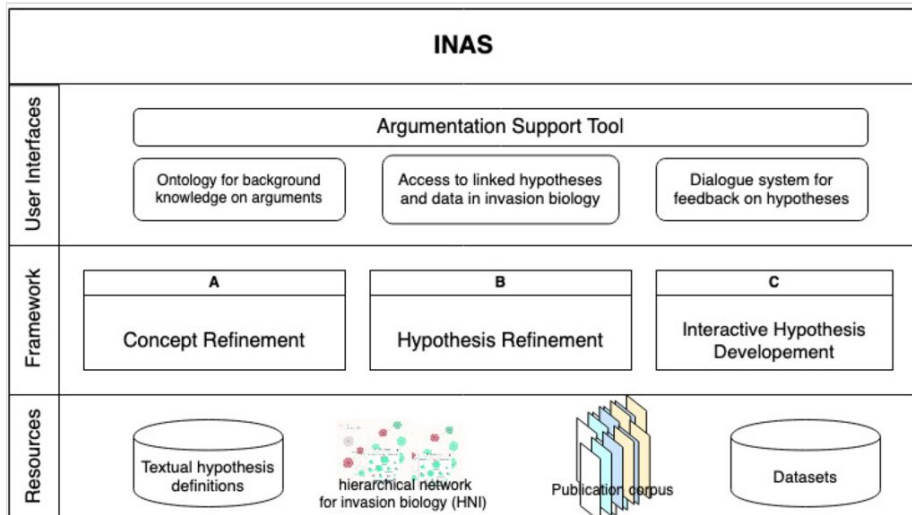 INAS
User Interfaces
Argumentation Support Tool
Ontology for background
knowledge on arguments
Access to linked hypotheses
and data in invasion biology
Dialogue system for
feedback on hypotheses
Framework
A
Concept Refinement
B
Hypothesis Refinement
C
Interactive Hypothesis
Developement
Resources
Textual hypothesis
definitions
hierarchical network
for invasion biology (HNI)
Publication corpus
Datasets